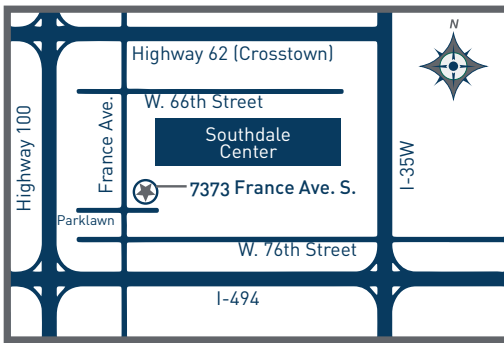 N
Highway 62 (Crosstown)
W. 66th Street
France Ave.
Highway 100
Southdale
Center
I-35W
7373 France Ave. S.
Parklawn
W. 76th Street
I-494